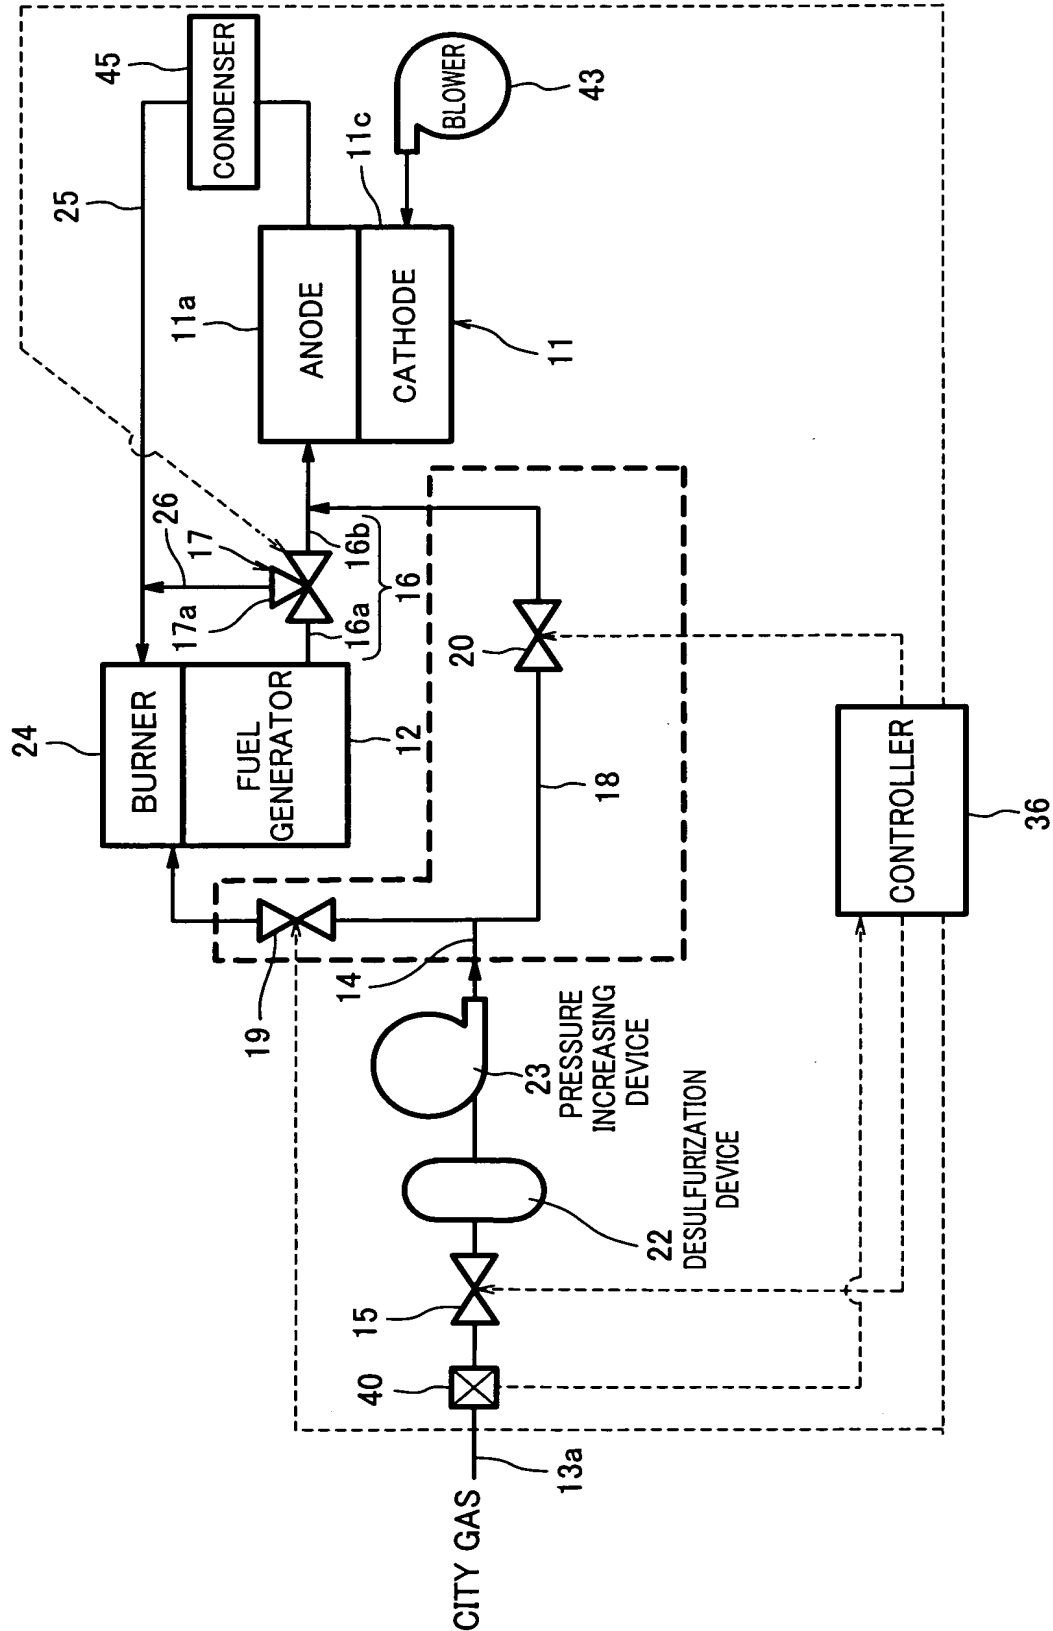 45
CONDENSER
25
11a
ANODE
CATHODE
11c
11
BLOWER
43
26
17
17a
16a
16b
16
24
BURNER
FUEL
GENERATOR
12
20
18
19
14
23
PRESSURE
INCREASING
DEVICE
22
DESULFURIZATION
DEVICE
15
40
13a
CITY GAS
CONTROLLER
36